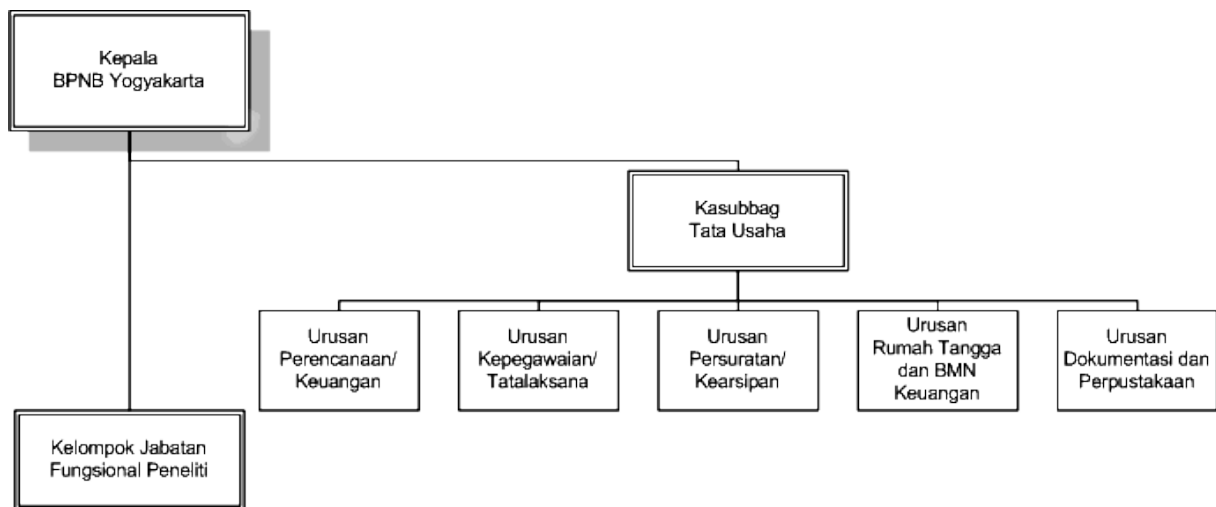 Kepala
BPNB Yogyakarta
Kasubbag
Tata Usaha
Urusan
Perencanaan/
Keuangan
Urusan
Kepegawaian/
Tatalaksana
Urusan
Persuratan/
Kearsipan
Urusan
Rumah Tangga
dan BMN
Keuangan
Urusan
Dokumentasi dan
Perpustakaan
Kelompok Jabatan
Fungsional Peneliti